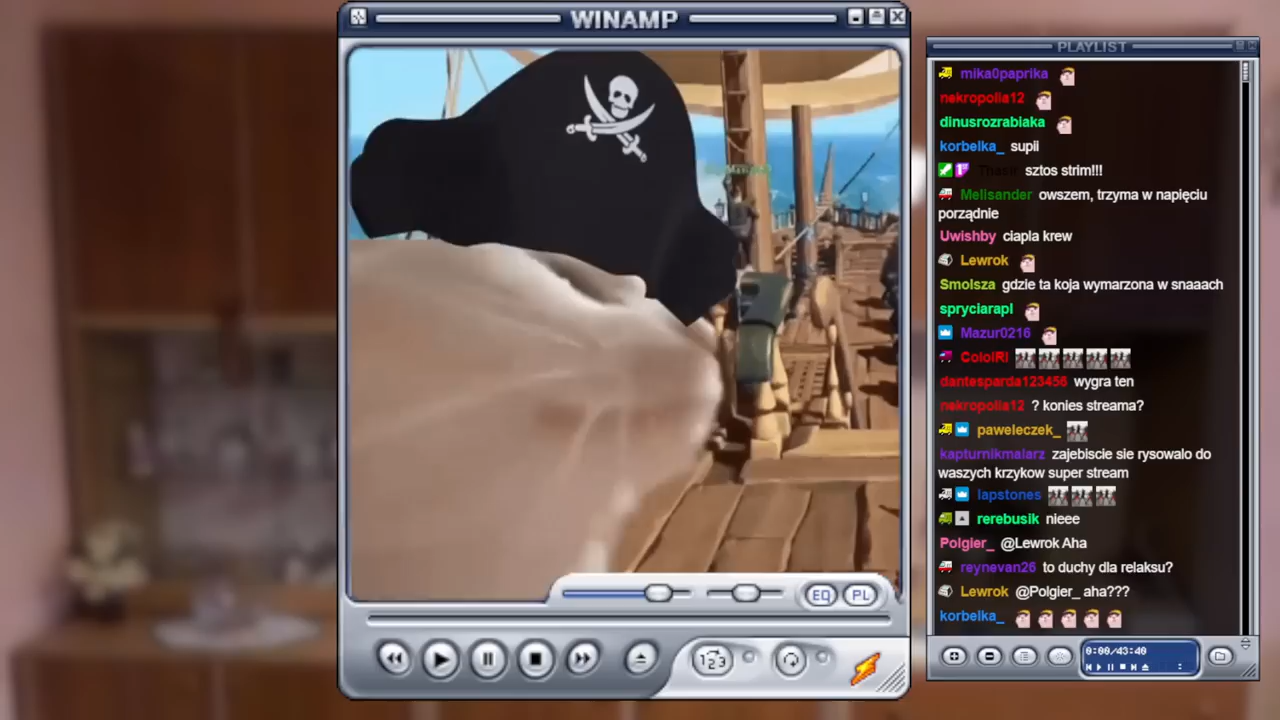 WINAMP
EQ
PL
123
PLAYLIST
mika0paprika
nekropolia12
dinusrozrabiaka
korbelka_ supii
Thasir sztos strim!!!
Melisander owszem, trzyma w napięciu
porządnie
Uwishby ciapla krew
Lewrok
Smolsza gdzie ta koja wymarzona w snaaach
spryciarapl
Mazur0216
ColoIRI
dantesparda123456 wygra ten
nekropolia12 ? konies streama?
paweleczek_
kapturnikmalarz zajebiscie sie rysowalo do
waszych krzykow super stream
lapstones
rerebusik nieee
Polgier_ @Lewrok Aha
reynevan26 to duchy dla relaksu?
Lewrok @Polgier_ aha???
korbelka_
0:00/43:40